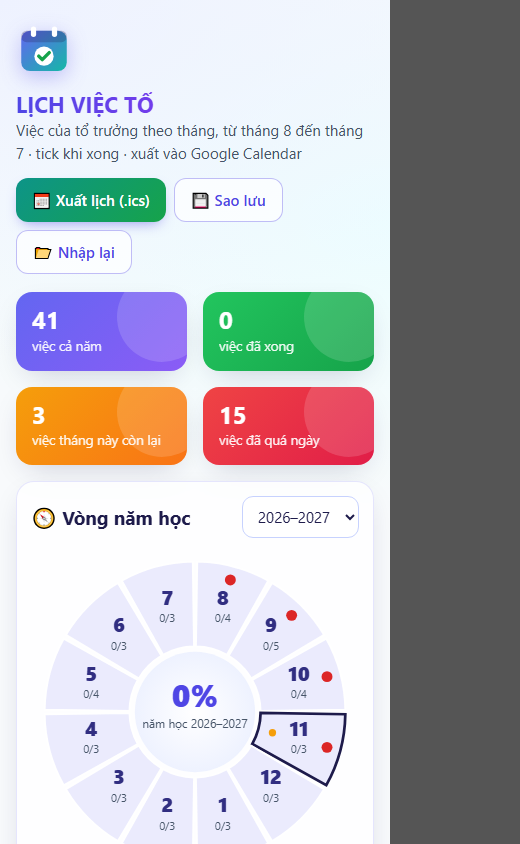 LỊCH VIỆC TỔ
Việc của tổ trưởng theo tháng, từ tháng 8 đến tháng
7 · tick khi xong · xuất vào Google Calendar
Xuất lịch (.ics)
Sao lưu
Nhập lại
41
việc cả năm
0
việc đã xong
3
việc tháng này còn lại
15
việc đã quá ngày
Vòng năm học
2026–2027
7
0/3
8
0/4
6
0/3
9
0/5
5
0/4
10
0/4
0%
năm học 2026–2027
4
0/3
11
0/3
3
0/3
12
0/3
2
0/3
1
0/3